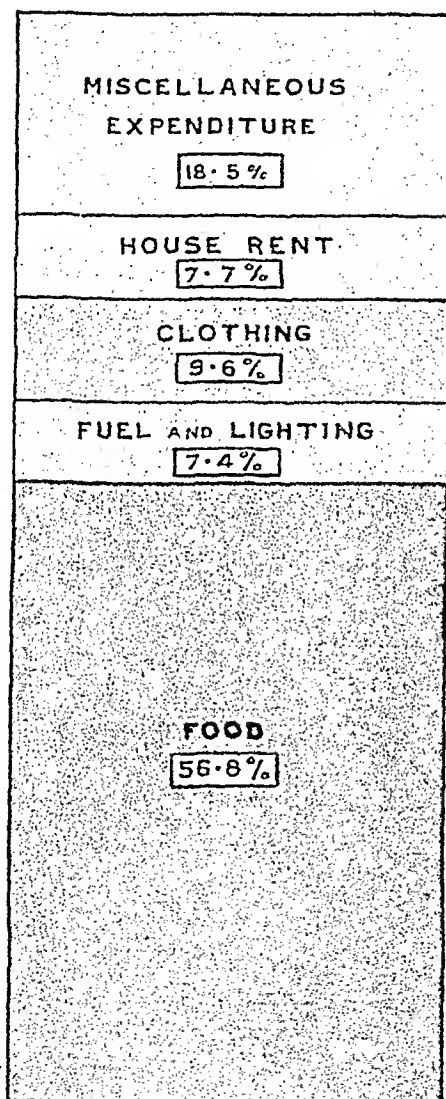 MISCELLANEOUS
EXPENDITURE
18·5%
HOUSE RENT
7·7%
CLOTHING
9·6%
FUEL AND LIGHTING
7·4%
FOOD
56·8%